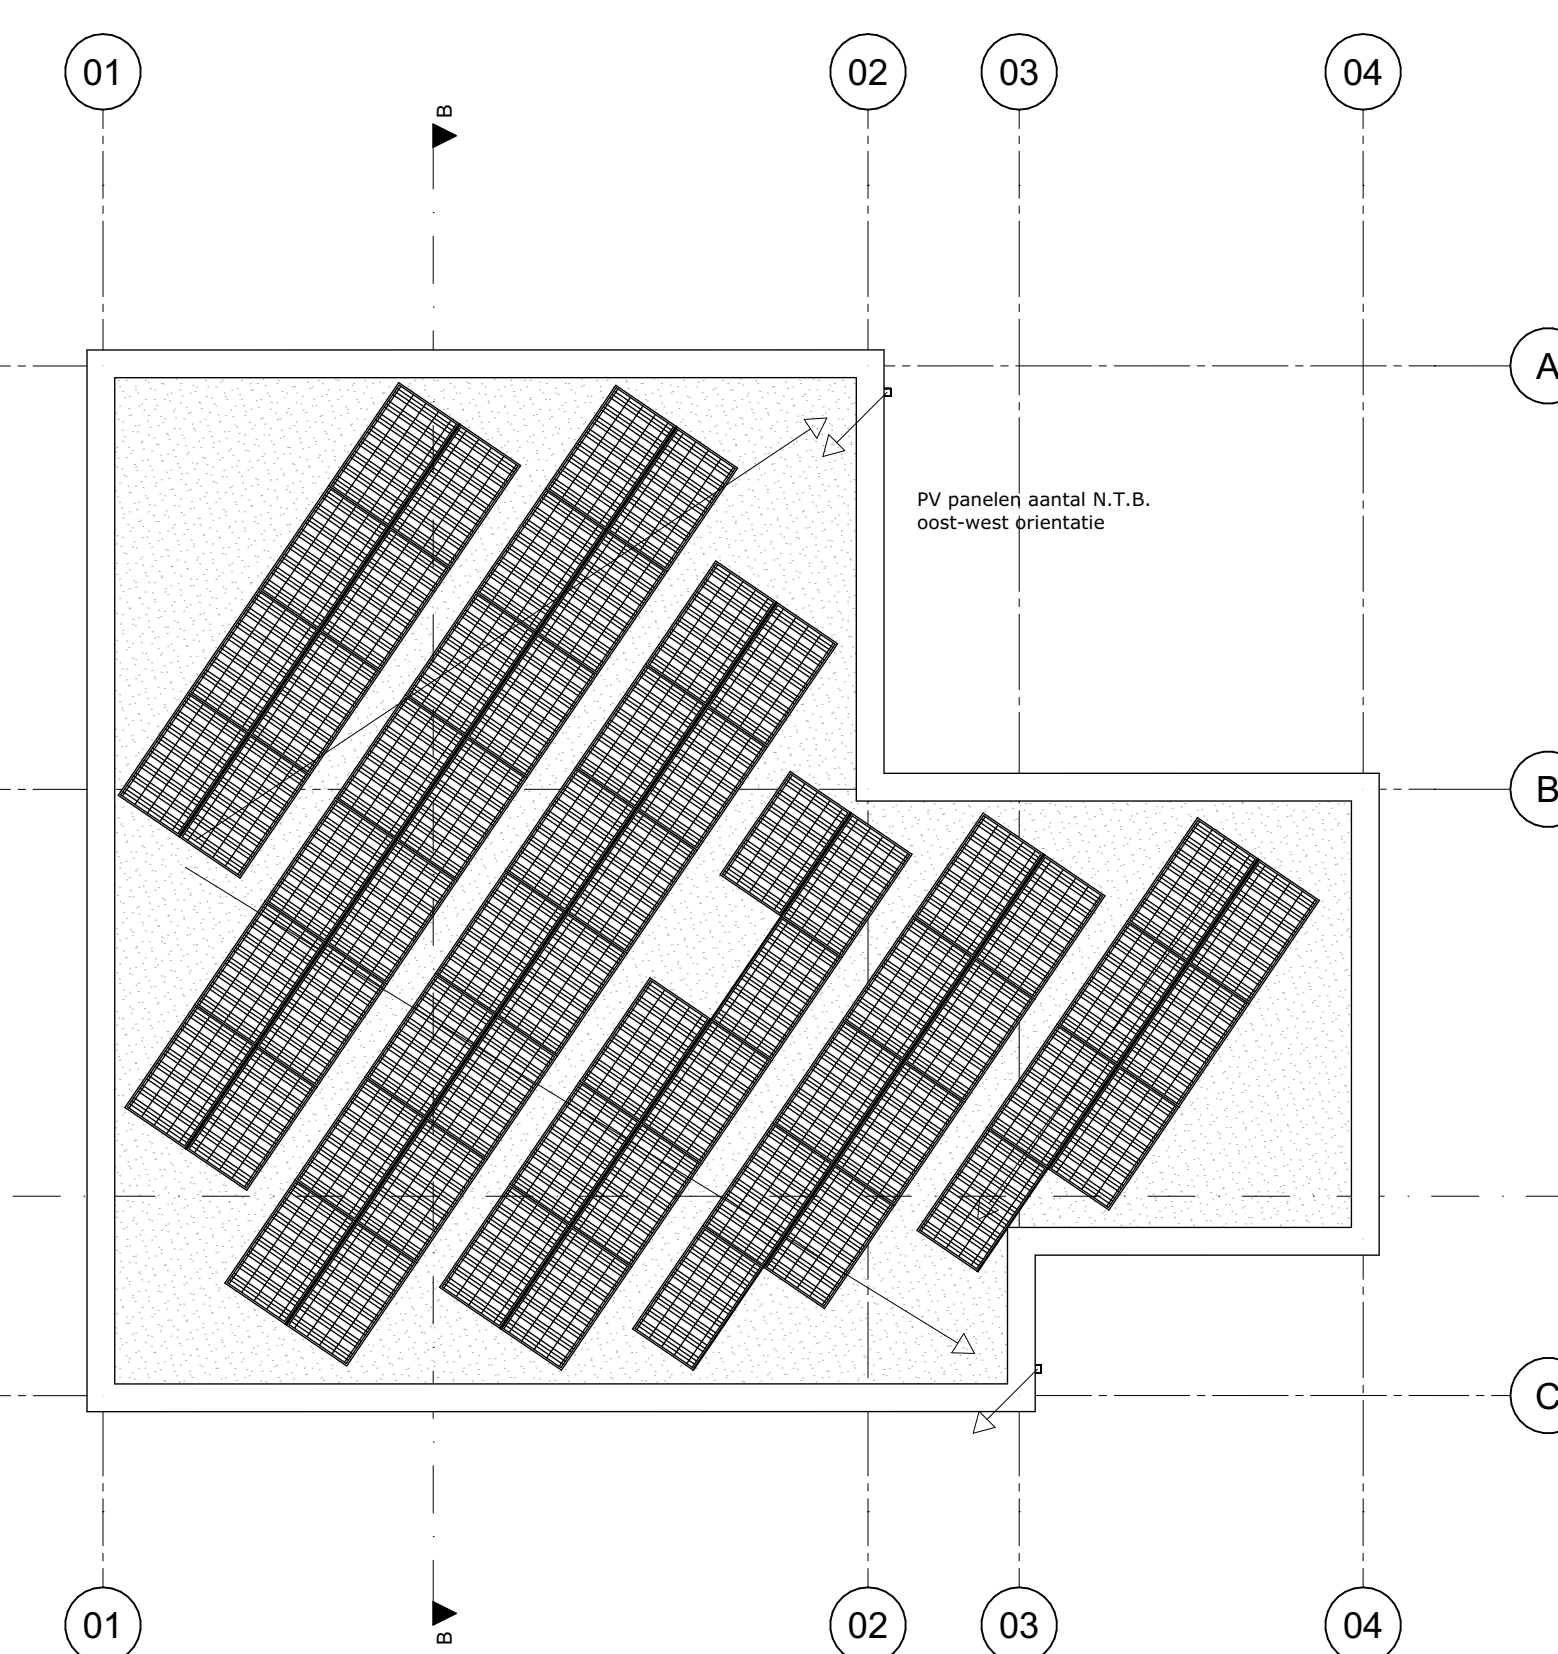 01
02
03
04
B
A
PV panelen aantal N.T.B.
oost-west orientatie
B
C
B
01
02
03
04